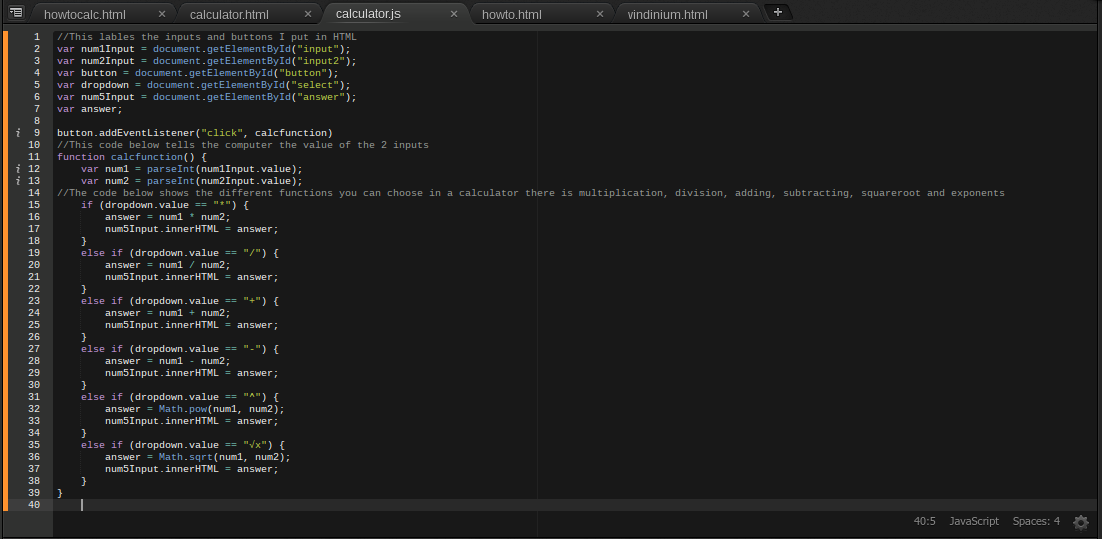 howtocalc.html × calculator.html × calculator.js × howto.html × vindinium.html × +
1 //This lables the inputs and buttons I put in HTML
2 var num1Input = document.getElementById("input");
3 var num2Input = document.getElementById("input2");
4 var button = document.getElementById("button");
5 var dropdown = document.getElementById("select");
6 var num5Input = document.getElementById("answer");
7 var answer;
8
i 9 button.addEventListener("click", calcfunction)
10 //This code below tells the computer the value of the 2 inputs
11 function calcfunction() {
i 12     var num1 = parseInt(num1Input.value);
i 13     var num2 = parseInt(num2Input.value);
14 //The code below shows the different functions you can choose in a calculator there is multiplication, division, adding, subtracting, squareroot and exponents
15     if (dropdown.value == "*") {
16         answer = num1 * num2;
17         num5Input.innerHTML = answer;
18     }
19     else if (dropdown.value == "/") {
20         answer = num1 / num2;
21         num5Input.innerHTML = answer;
22     }
23     else if (dropdown.value == "+") {
24         answer = num1 + num2;
25         num5Input.innerHTML = answer;
26     }
27     else if (dropdown.value == "-") {
28         answer = num1 - num2;
29         num5Input.innerHTML = answer;
30     }
31     else if (dropdown.value == "^") {
32         answer = Math.pow(num1, num2);
33         num5Input.innerHTML = answer;
34     }
35     else if (dropdown.value == "√x") {
36         answer = Math.sqrt(num1, num2);
37         num5Input.innerHTML = answer;
38     }
39 }
40
40:5 JavaScript Spaces: 4